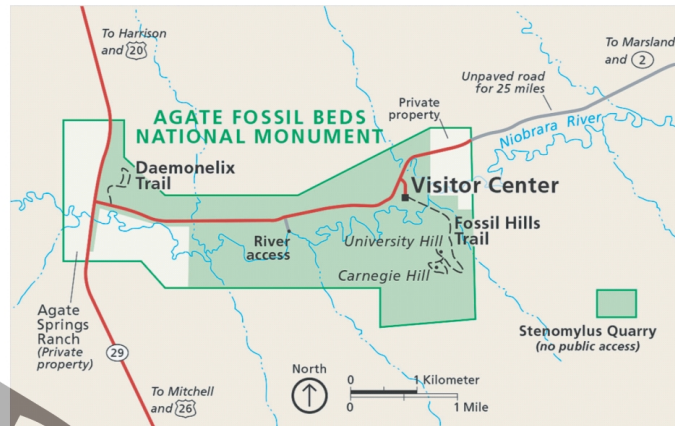 To Harrison
and 20
To Marsland
and 2
Unpaved road
for 25 miles
Private
property
AGATE FOSSIL BEDS
NATIONAL MONUMENT
Niobrara River
Daemonelix
Trail
Visitor Center
Fossil Hills
Trail
River
access
University Hill
Carnegie Hill
Agate
Springs
Ranch
(Private
property)
29
Stenomylus Quarry
(no public access)
North
0 1 Kilometer
0 1 Mile
To Mitchell
and 26